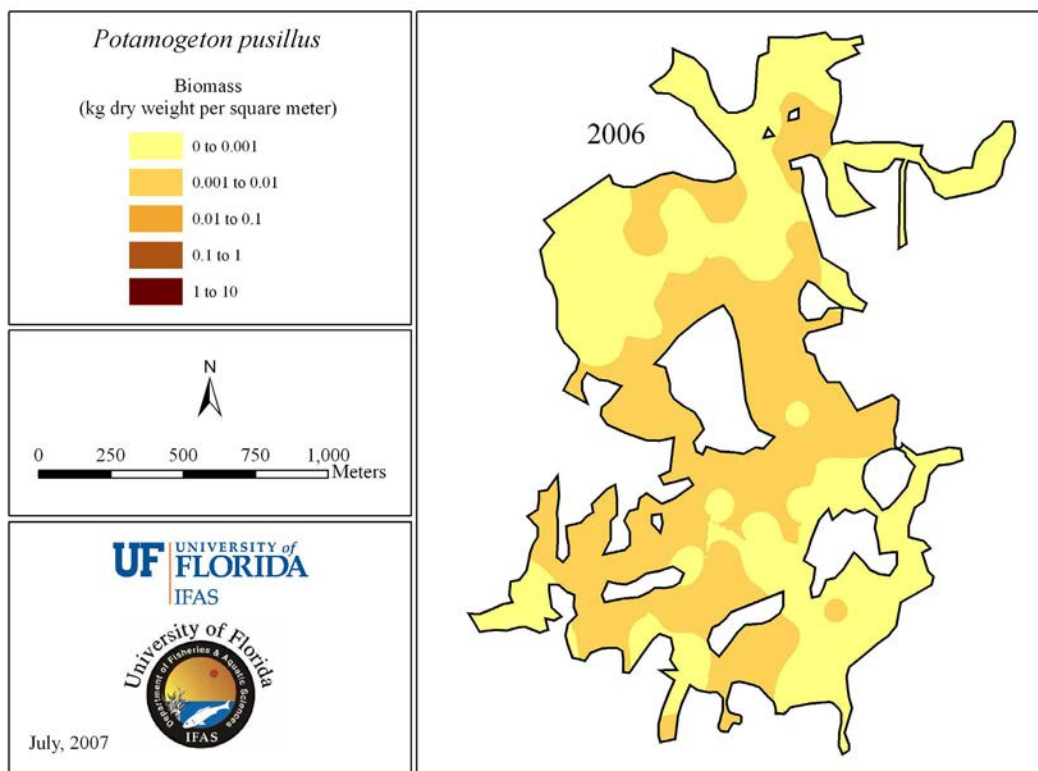 Potamogeton pusillus
Biomass
(kg dry weight per square meter)
0 to 0.001
0.001 to 0.01
0.01 to 0.1
0.1 to 1
1 to 10
N
0 250 500 750 1,000
Meters
UF UNIVERSITY of
FLORIDA
IFAS
University of Florida
Department of Fisheries & Aquatic Sciences
IFAS
July, 2007
2006